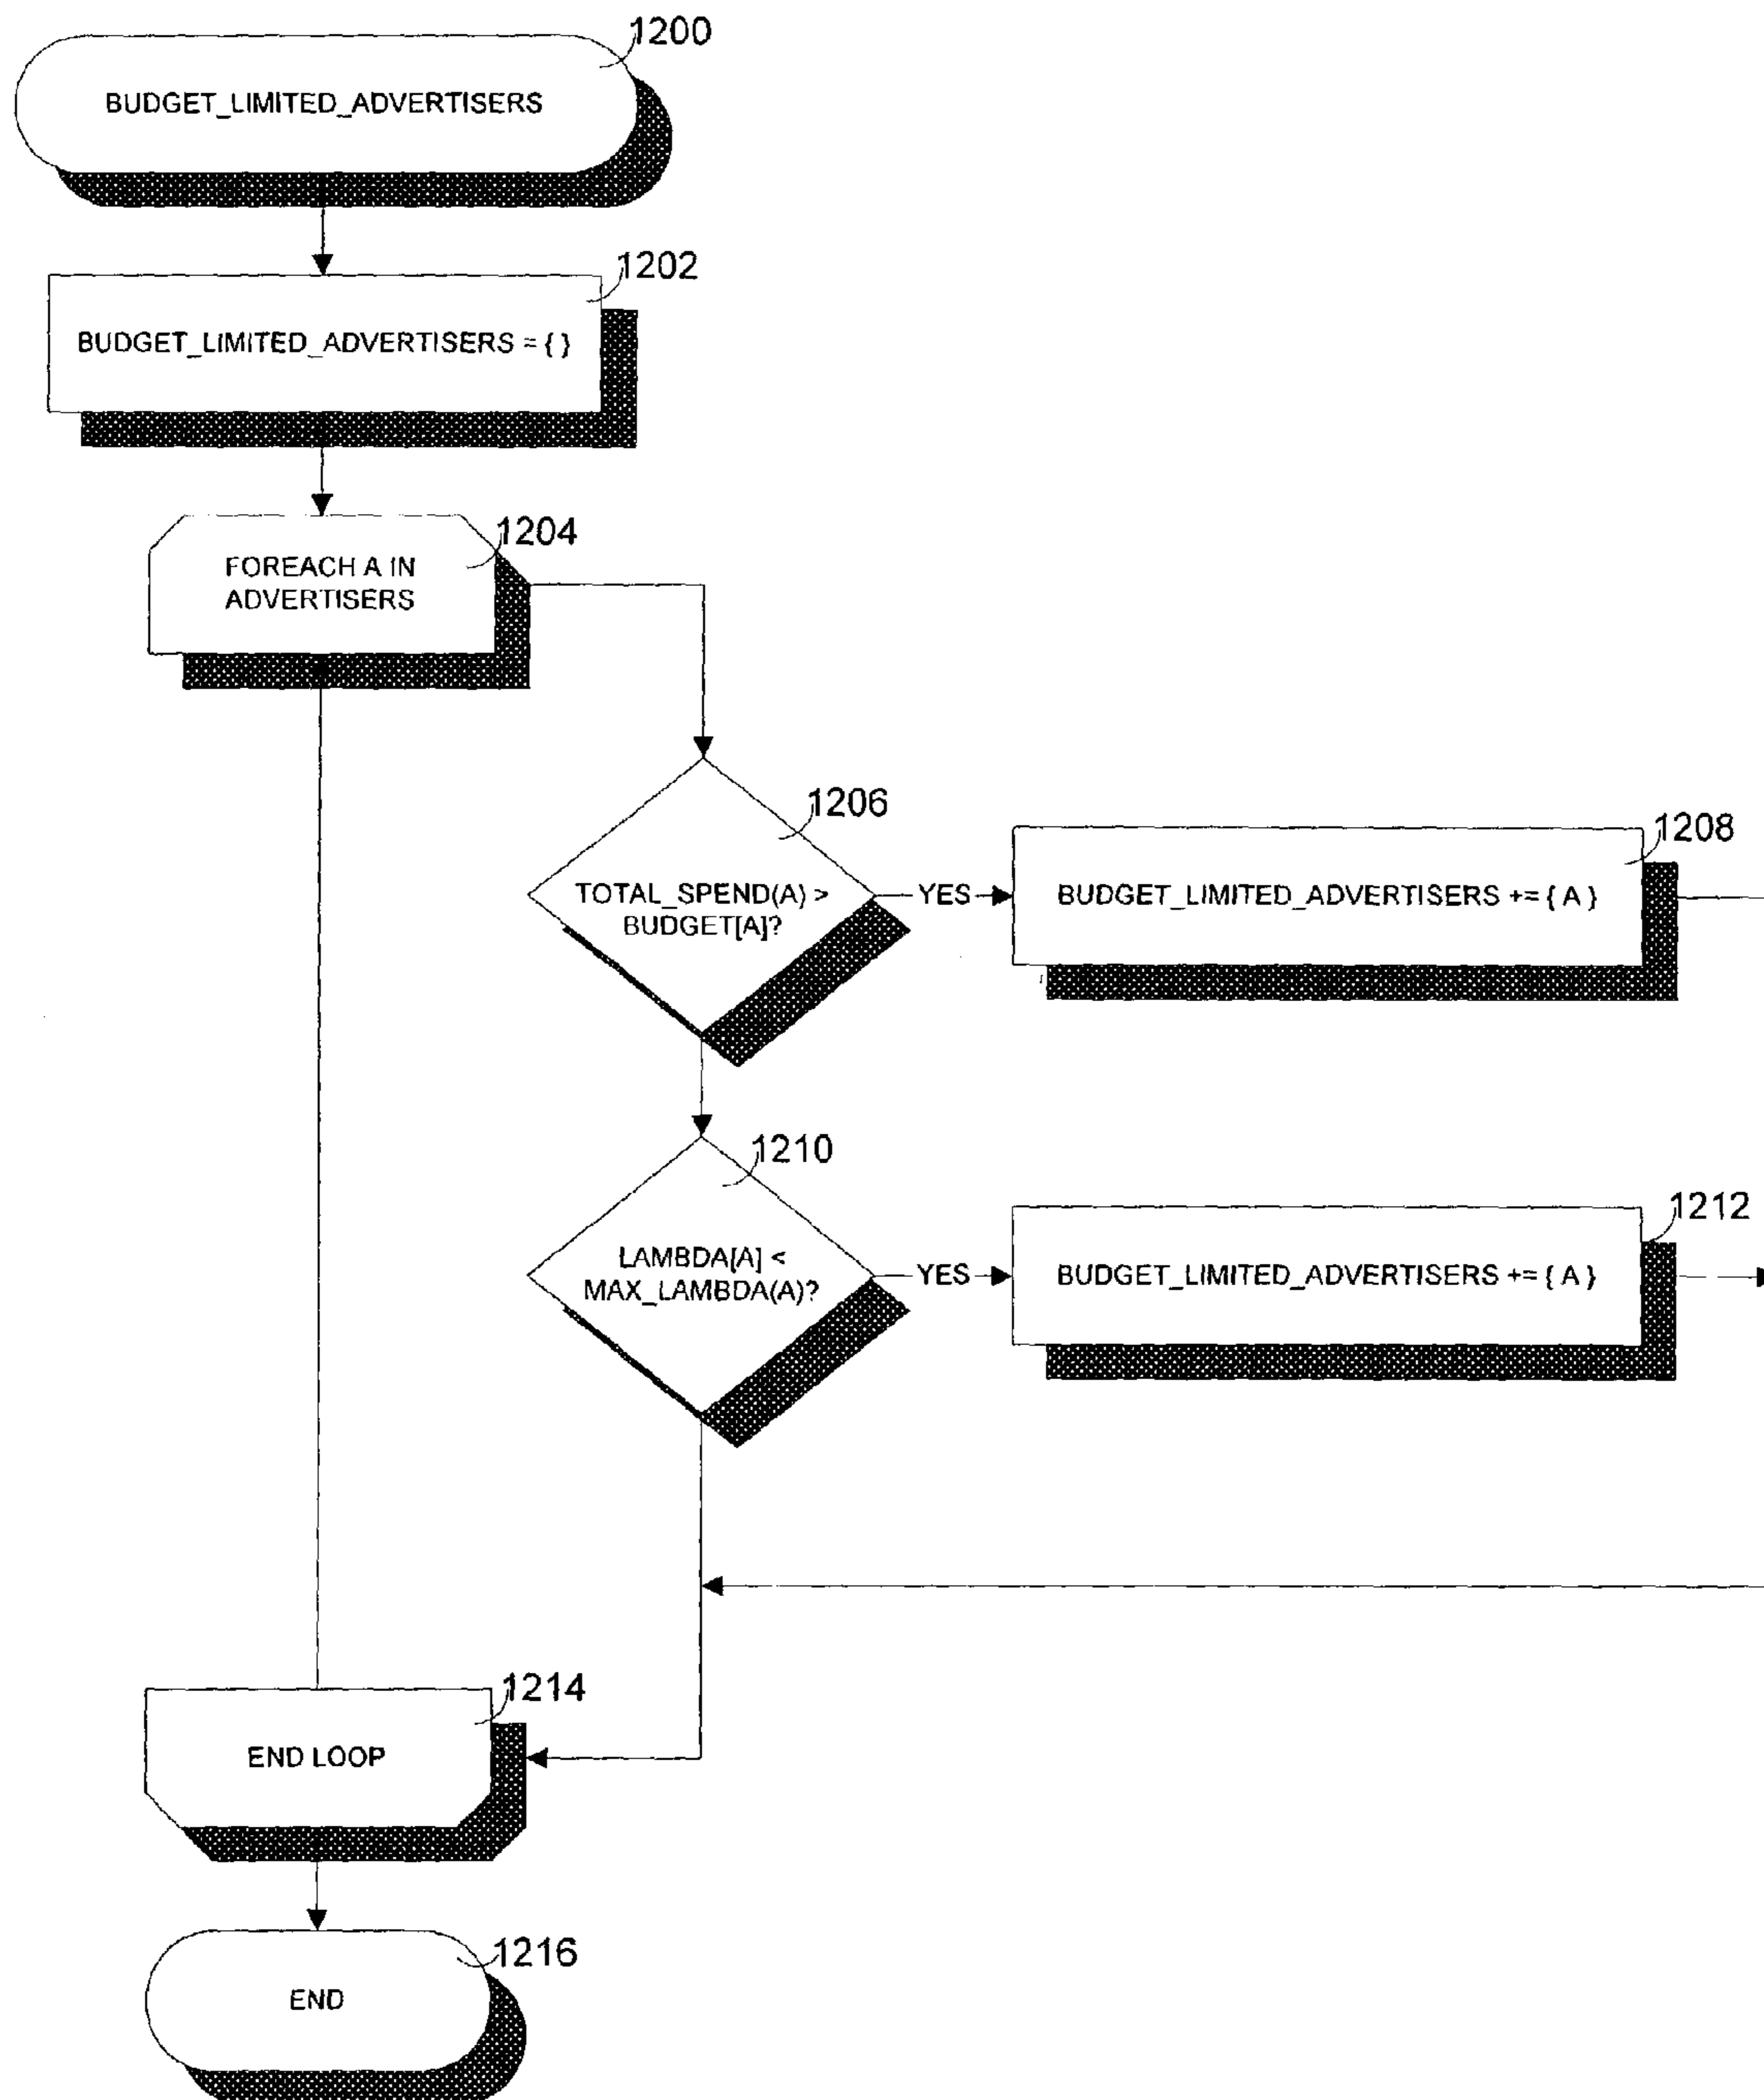 1200
BUDGET_LIMITED_ADVERTISERS
1202
BUDGET_LIMITED_ADVERTISERS = { }
1204
FOREACH A IN
ADVERTISERS
1206
TOTAL_SPEND(A) >
BUDGET[A]?
YES
1208
BUDGET_LIMITED_ADVERTISERS += { A }
1210
LAMBDA[A] <
MAX_LAMBDA(A)?
YES
1212
BUDGET_LIMITED_ADVERTISERS += { A }
1214
END LOOP
1216
END